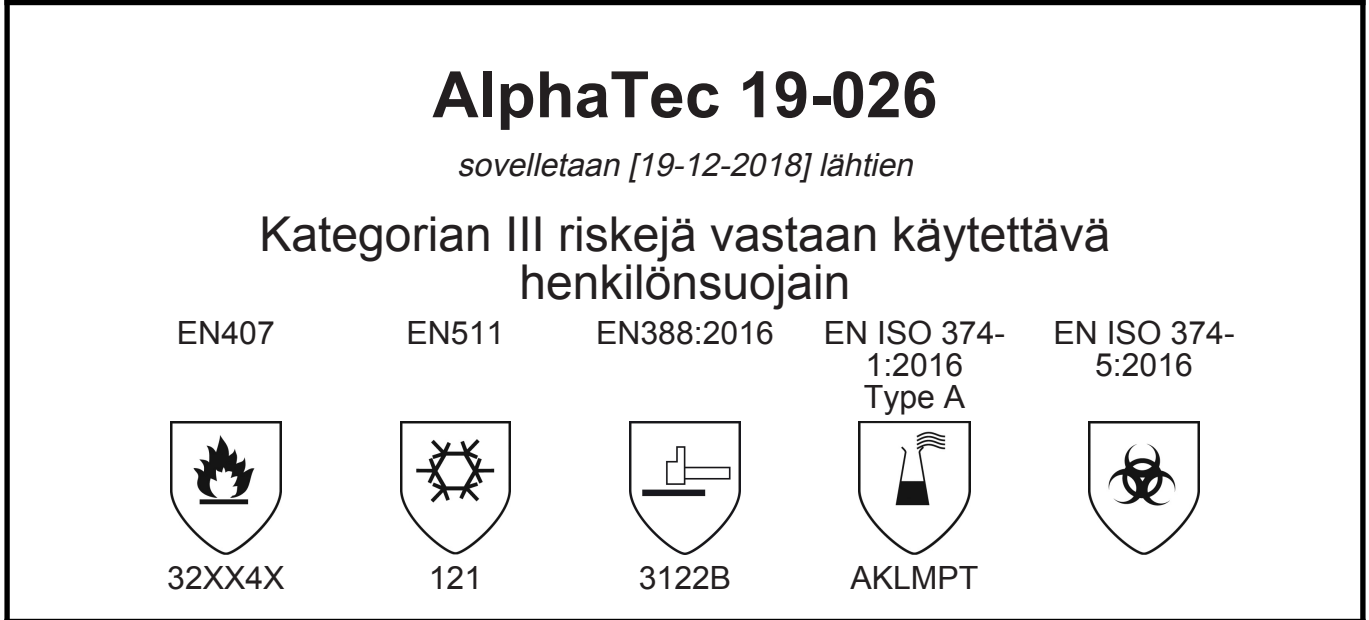 AlphaTec 19-026
sovelletaan [19-12-2018] lähtien
Kategorian III riskejä vastaan käytettävä
henkilönsuojain
EN407
EN511
EN388:2016
EN ISO 374-
1:2016
Type A
EN ISO 374-
5:2016
32XX4X
121
3122B
AKLMPT